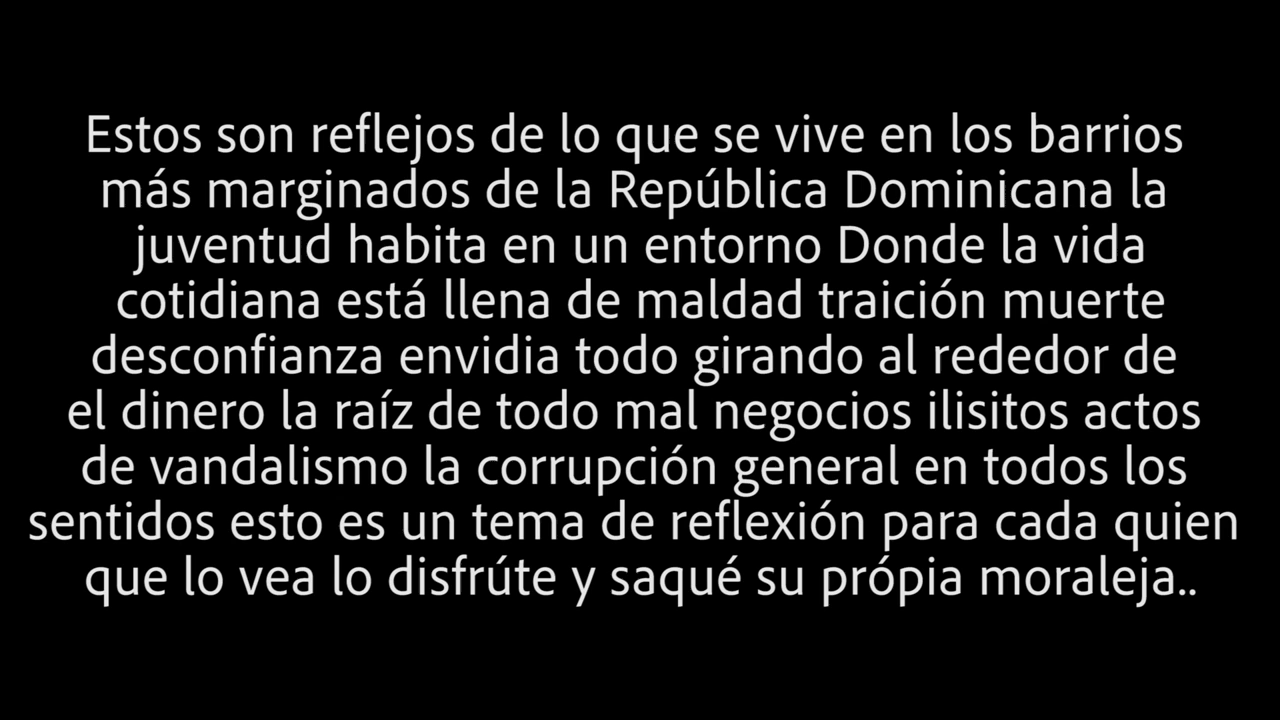 Estos son reflejos de lo que se vive en los barrios
más marginados de la República Dominicana la
juventud habita en un entorno Donde la vida
cotidiana está llena de maldad traición muerte
desconfianza envidia todo girando al rededor de
el dinero la raíz de todo mal negocios ilisitos actos
de vandalismo la corrupción general en todos los
sentidos esto es un tema de reflexión para cada quien
que lo vea lo disfrúte y saqué su própia moraleja..